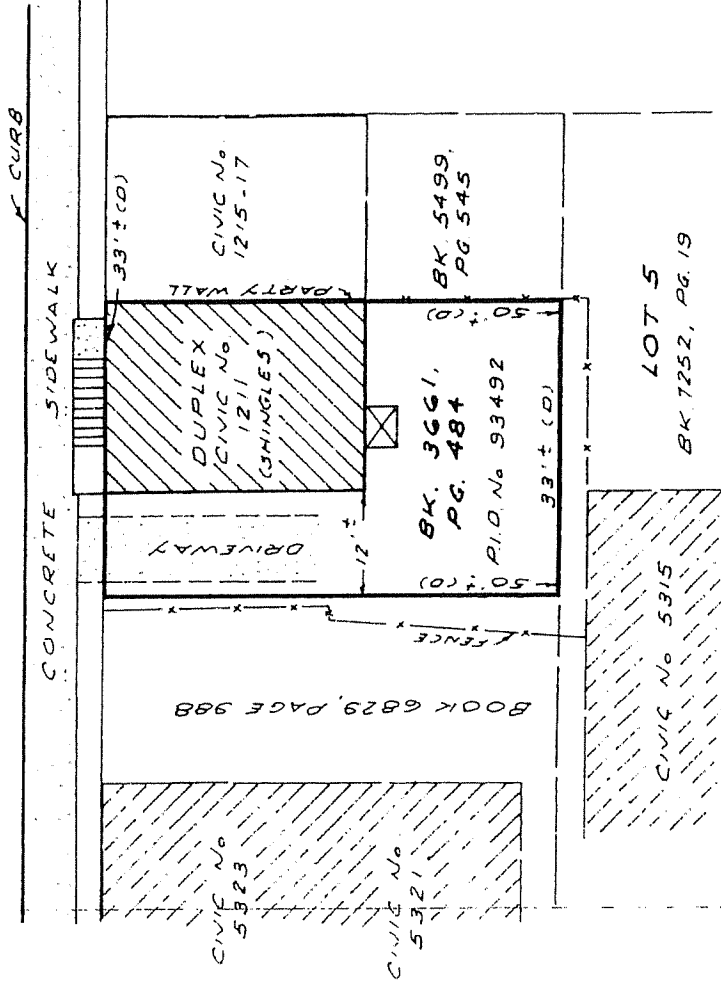 CURB
CONCRETE SIDEWALK
33'± (D)
PARTY WALL
CIVIC No.
1215-17
DUPLEX
CIVIC No
1211
(SHINGLES)
DRIVEWAY
12'±
BK. 5499,
PG 545
50'± (D)
BK. 3661,
PG. 484
P.I.D. No 93492
33'± (D)
50'± (D)
FENCE
BOOK 6829, PAGE 988
LOT 5
BK 7252, PG. 19
CIVIC No 5315
CIVIC No
5323
CIVIC No
5321